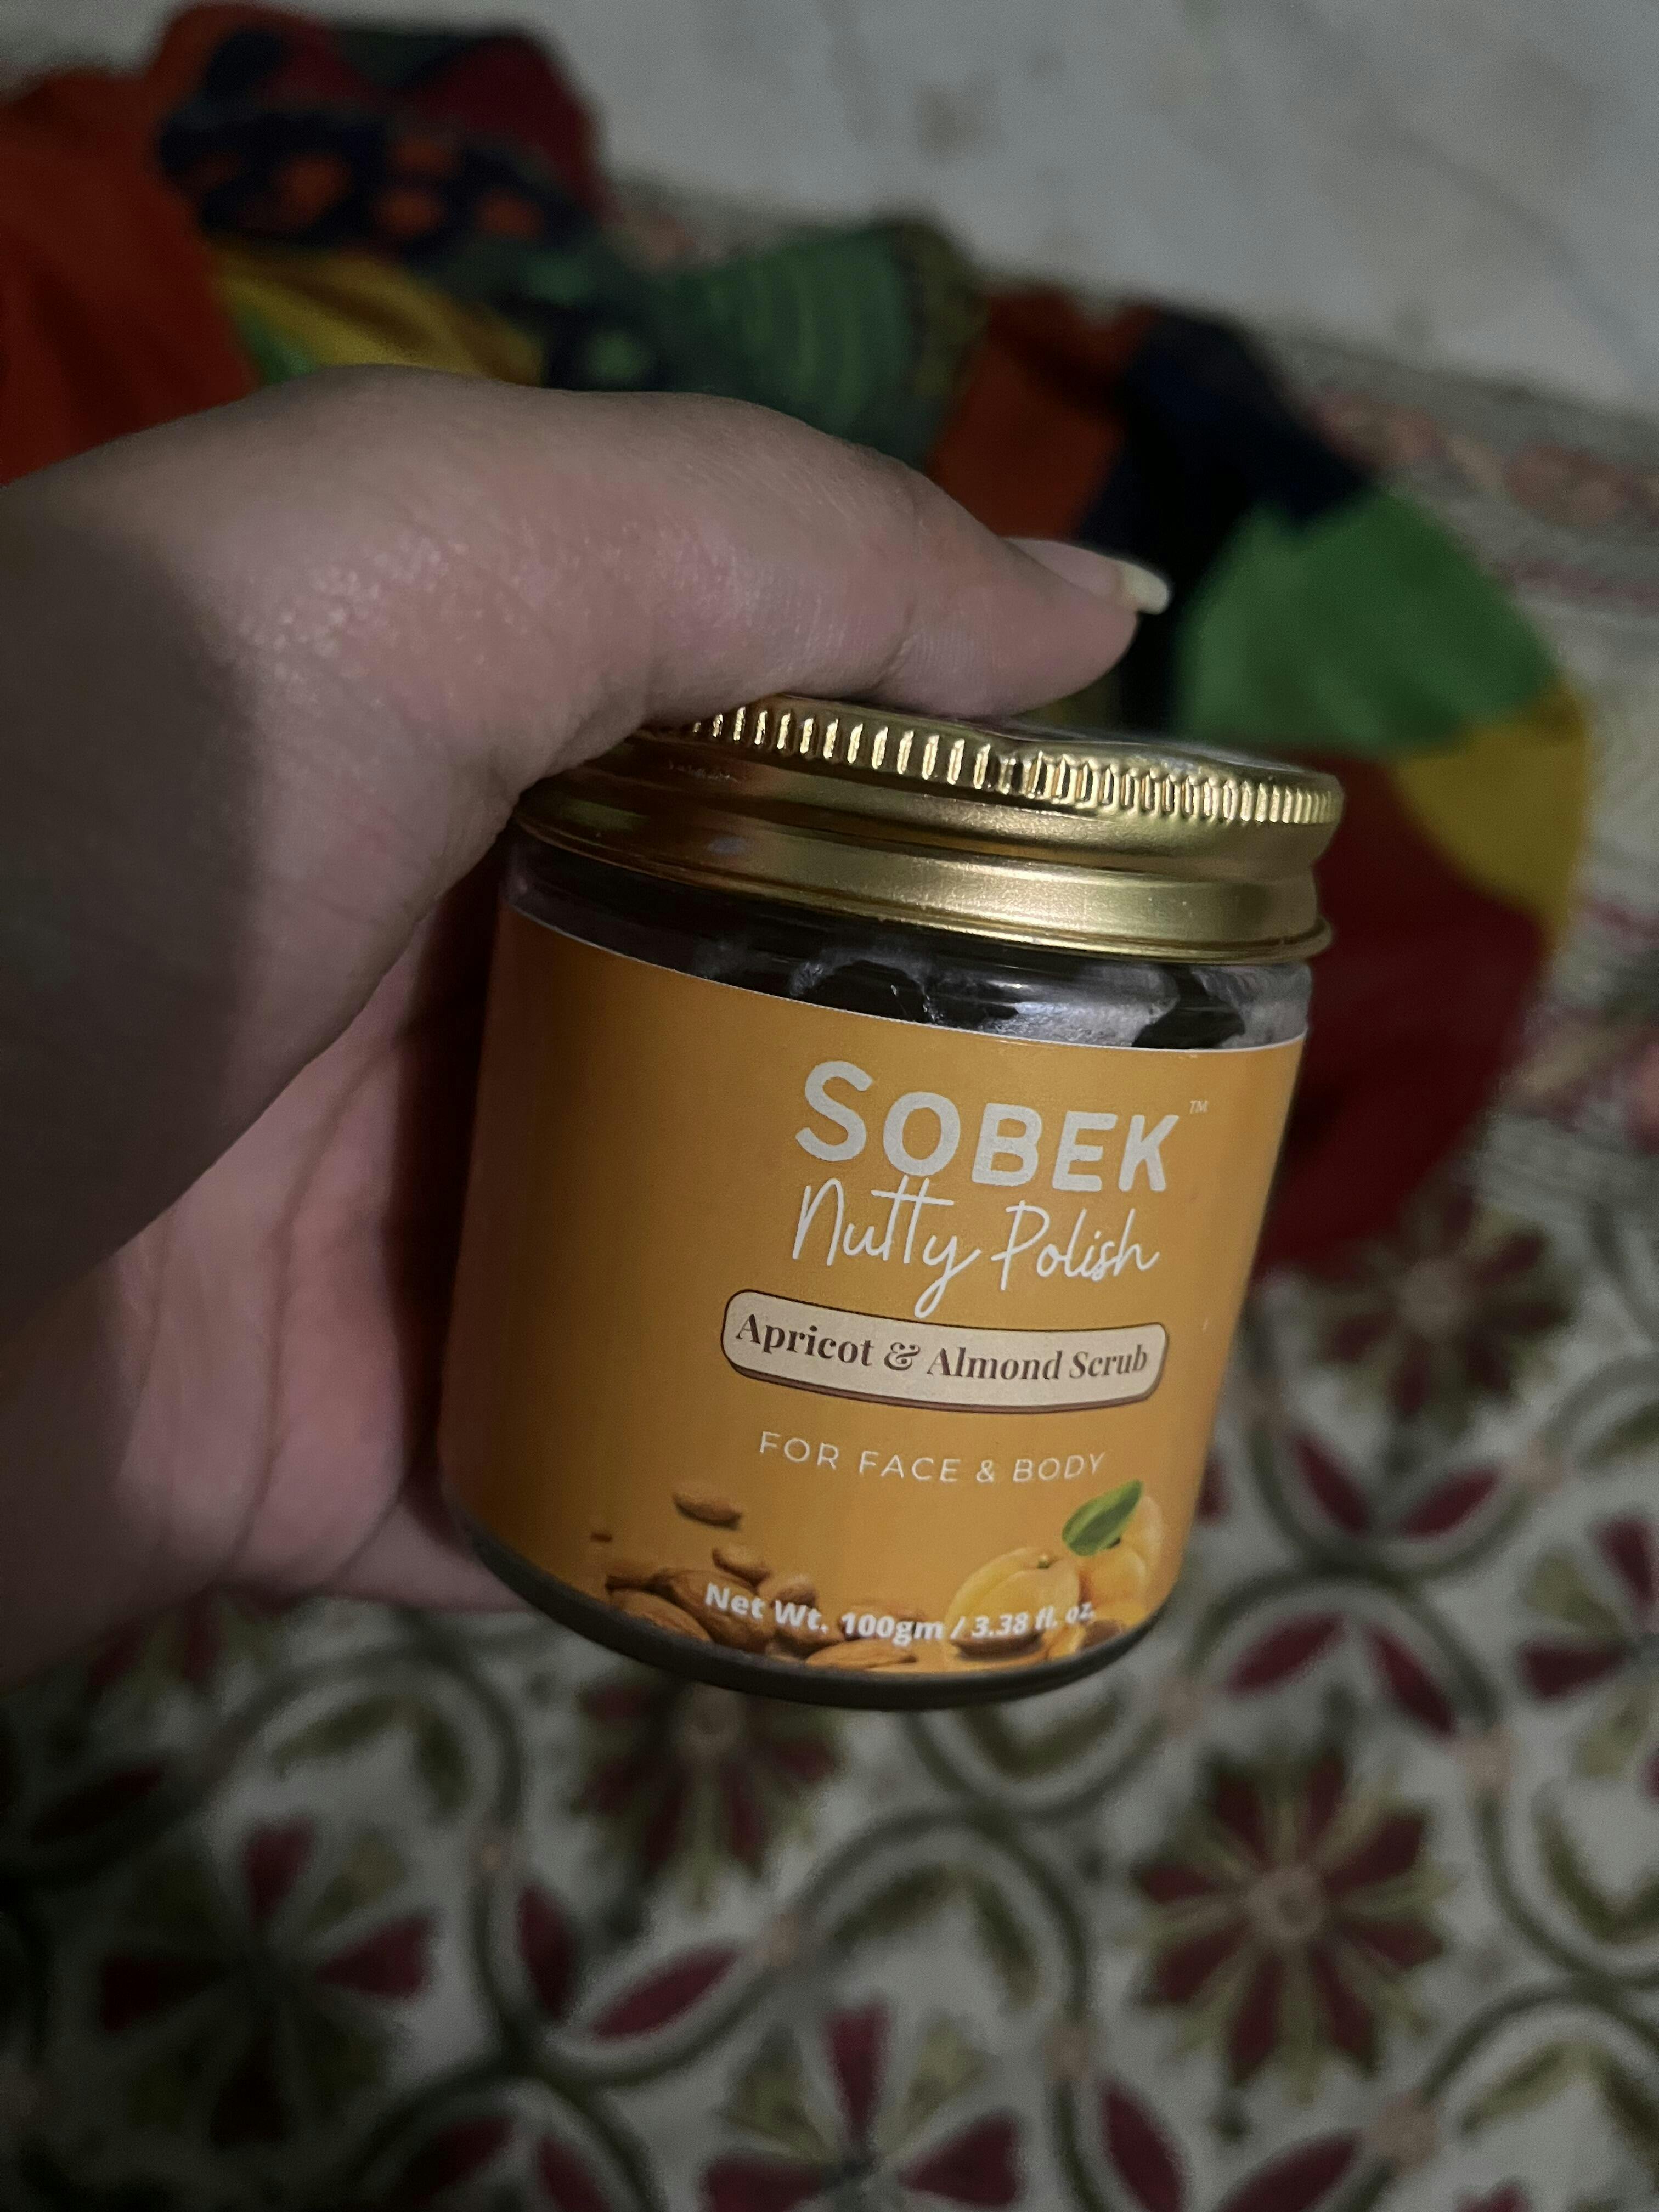 SOBEK™
Nutty Polish
Apricot & Almond Scrub
FOR FACE & BODY
Net Wt. 100gm / 3.38 fl. oz.